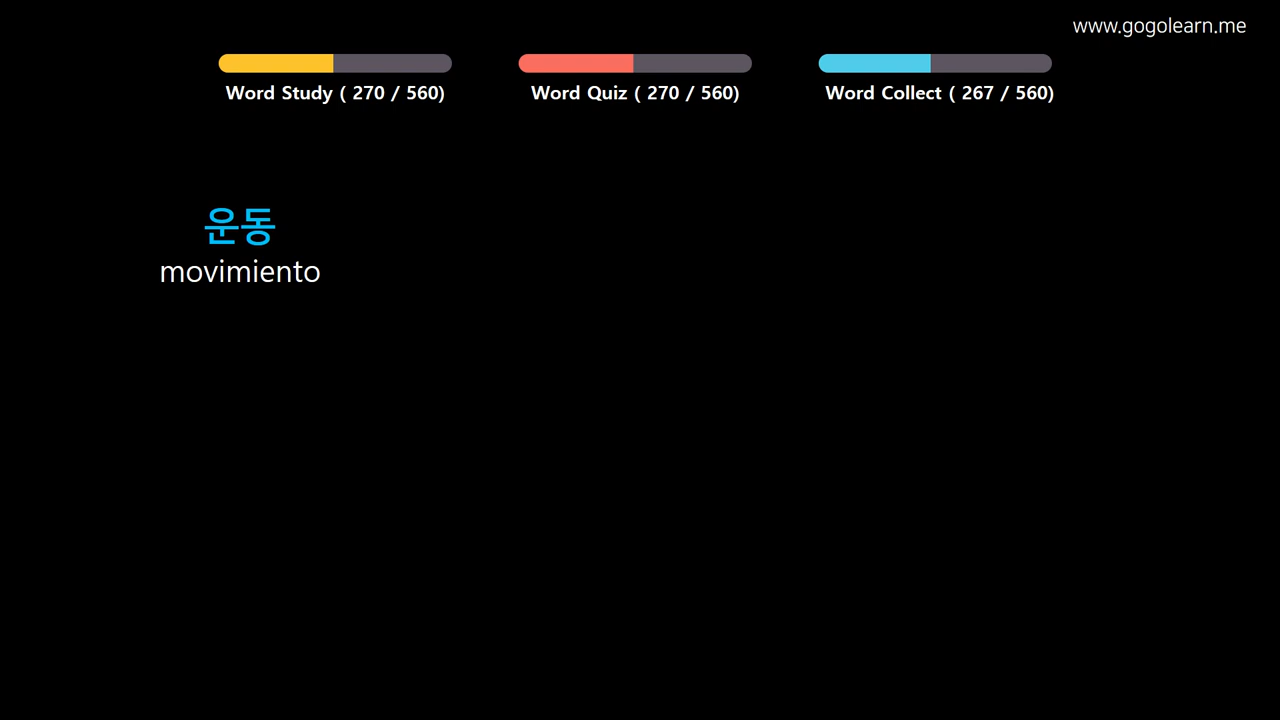 www.gogolearn.me
Word Study ( 270 / 560)
Word Quiz ( 270 / 560)
Word Collect ( 267 / 560)
운동
movimiento